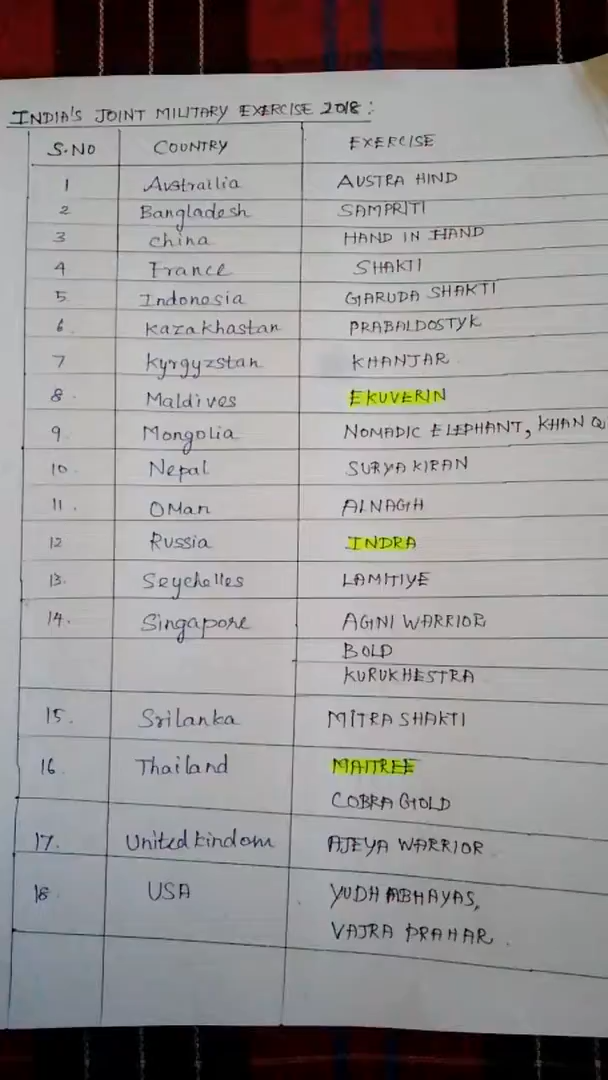 INDIA'S JOINT MILITARY EXERCISE 2018:
S.NO COUNTRY EXERCISE
1 Austrailia AUSTRA HIND
2 Bangladesh SAMPRITI
3 china HAND IN HAND
4 France SHAKTI
5 Indonosia GARUDA SHAKTI
6. Kazakhastan PRABALDOSTYK
7 Kyrgyzstan KHANJAR
8. Maldives EKUVERIN
9. Mongolia NOMADIC ELEPHANT, KHAN Q
10. Nepal SURYA KIRAN
11. OMan ALNAGH
12 Russia INDRA
13. Seychelles LAMITIYE
14. Singapore AGNI WARRIOR
BOLD
KURUKHESTRA
15. Srilanka MITRA SHAKTI
16. Thailand MAITREE
COBRA GOLD
17. United kindom AJEYA WARRIOR
18. USA YUDH ABHAYAS,
VAJRA PRAHAR.